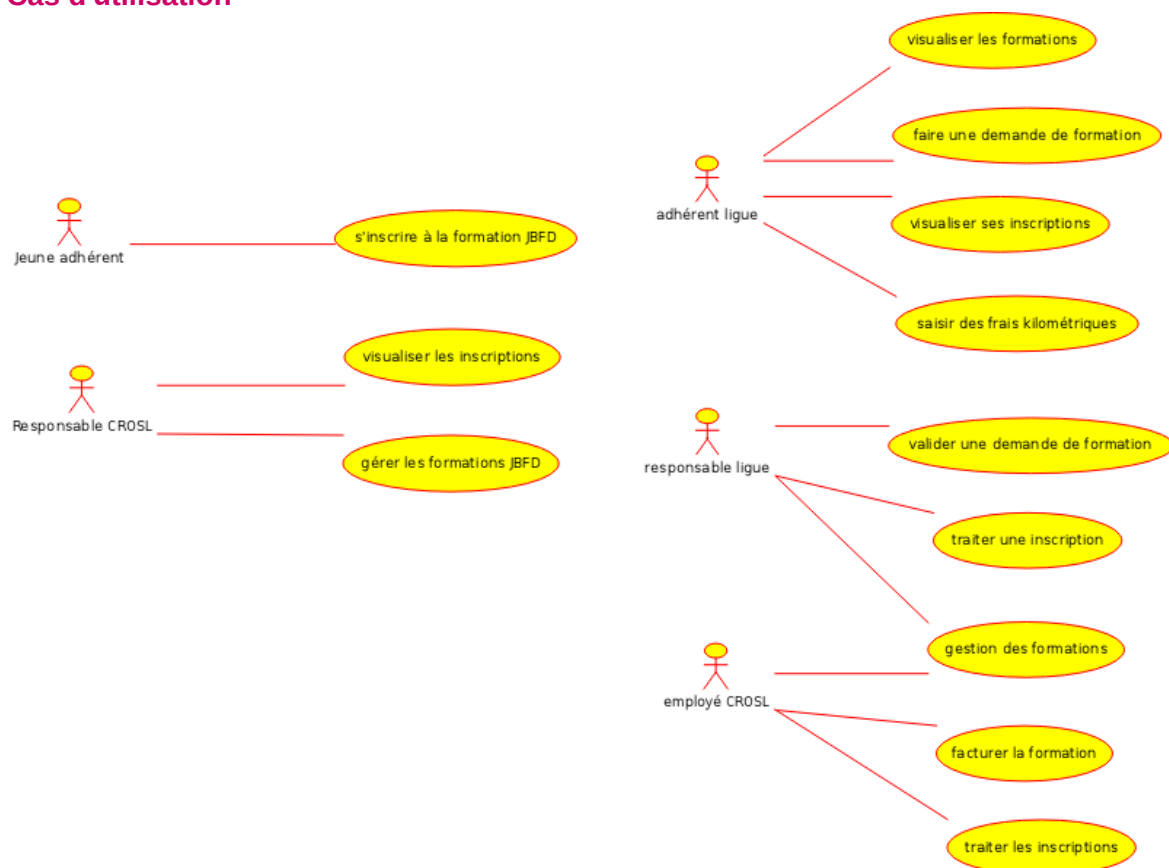 Cas d'utilisation
visualiser les formations
faire une demande de formation
adhérent ligue
visualiser ses inscriptions
saisir des frais kilométriques
Jeune adhérent
s'inscrire à la formation JBFD
visualiser les inscriptions
Responsable CROSL
gérer les formations JBFD
valider une demande de formation
responsable ligue
traiter une inscription
gestion des formations
employé CROSL
facturer la formation
traiter les inscriptions